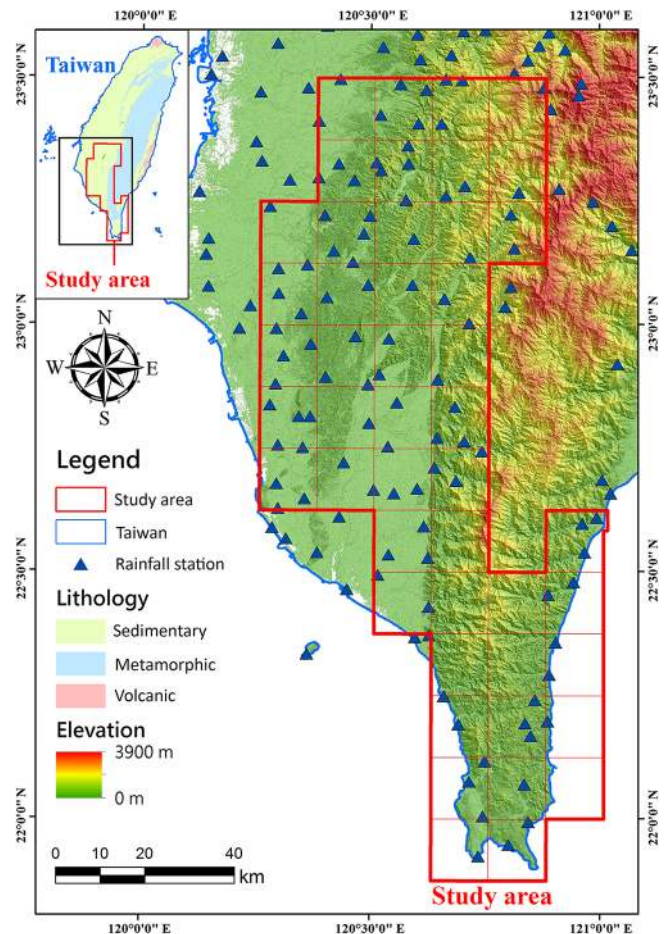 120°0'0" E
120°30'0" E
121°0'0" E
Taiwan
Study area
23°30'0" N
23°30'0" N
23°0'0" N
23°0'0" N
N
W
E
S
Legend
Study area
Taiwan
Rainfall station
Lithology
Sedimentary
Metamorphic
Volcanic
Elevation
3900 m
0 m
22°30'0" N
22°30'0" N
22°0'0" N
22°0'0" N
0 10 20 40
km
Study area
120°0'0" E
120°30'0" E
121°0'0" E